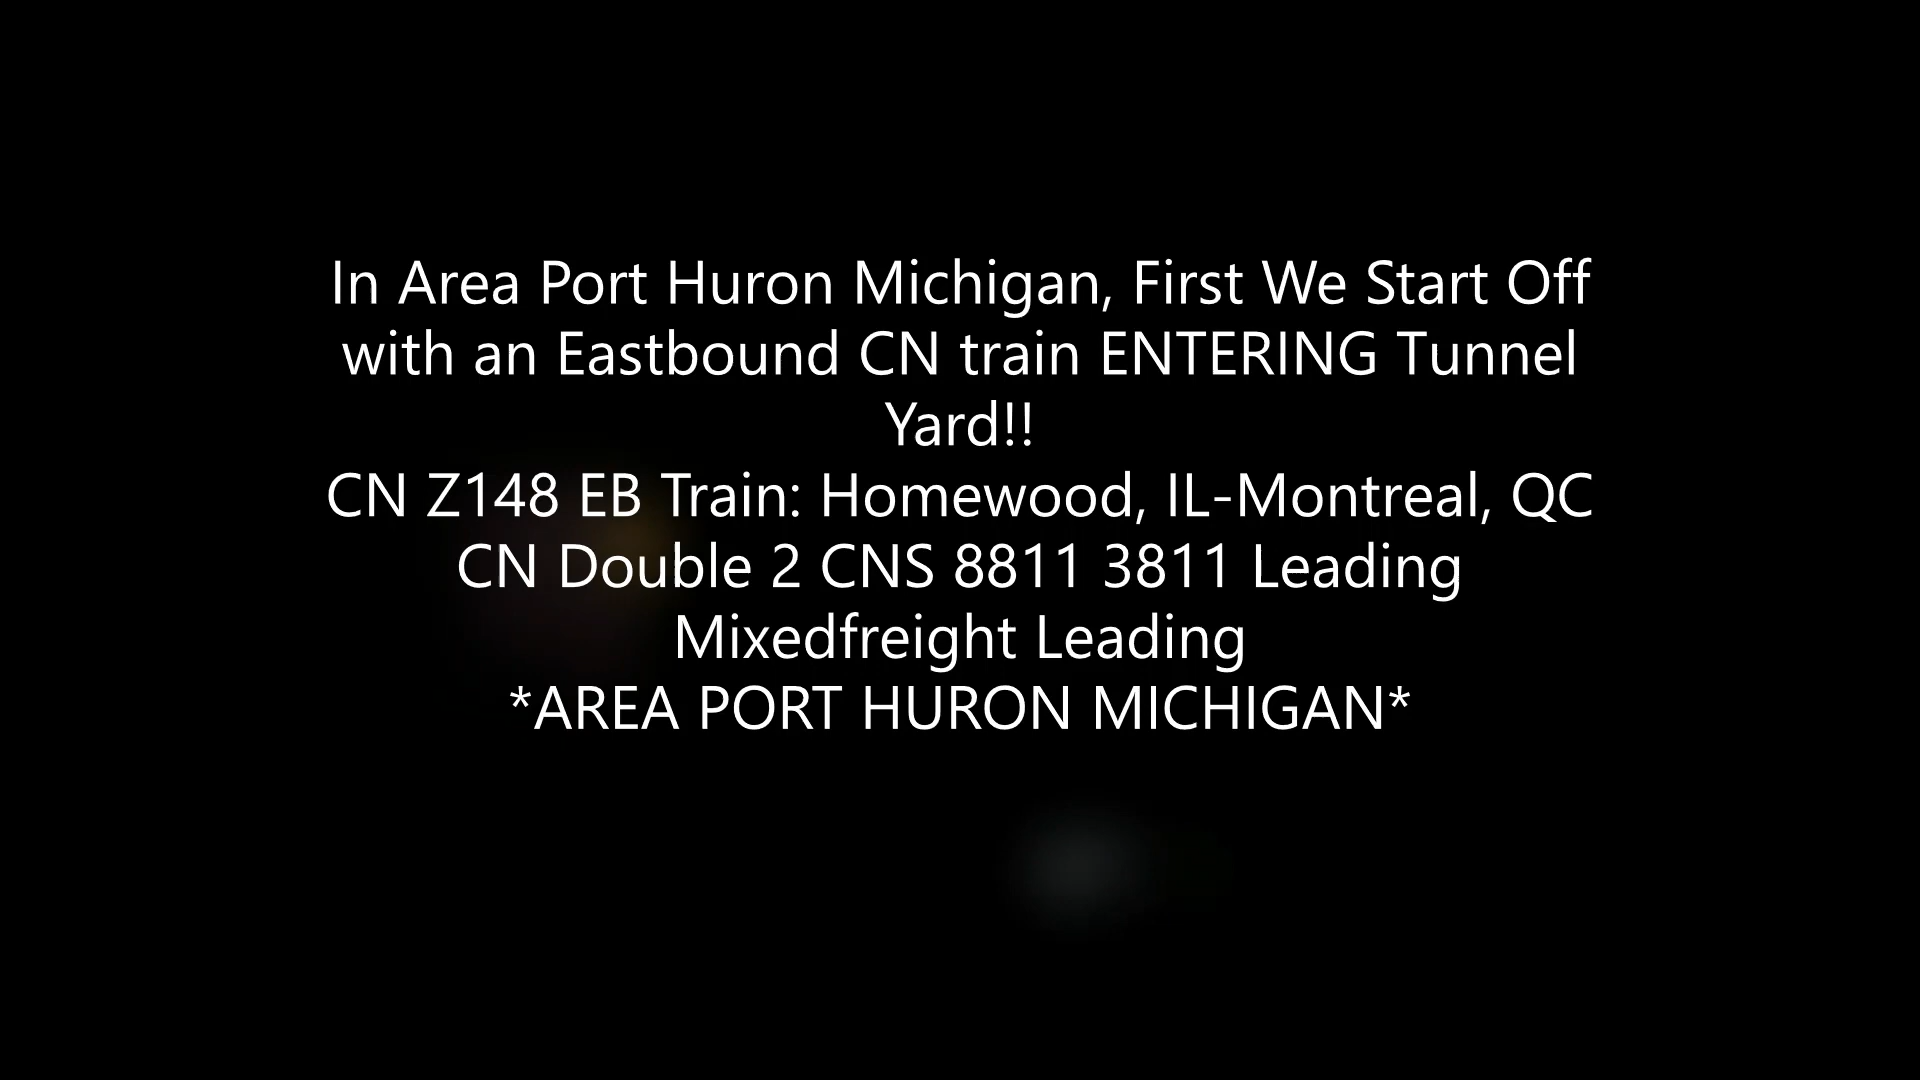 In Area Port Huron Michigan, First We Start Off
with an Eastbound CN train ENTERING Tunnel
Yard!!
CN Z148 EB Train: Homewood, IL-Montreal, QC
CN Double 2 CNS 8811 3811 Leading
Mixedfreight Leading
*AREA PORT HURON MICHIGAN*